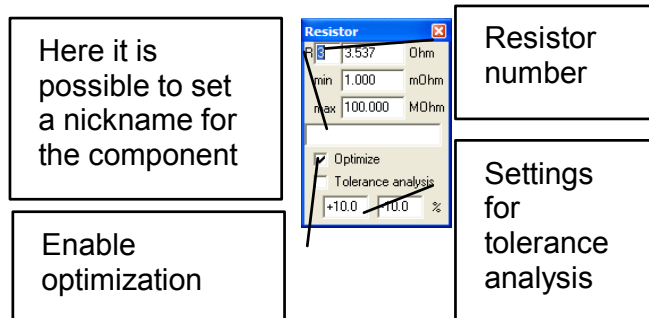 Here it is
possible to set
a nickname for
the component
Enable
optimization
Resistor
R 3 3.537 Ohm
min 1.000 mOhm
max 100.000 MOhm
Optimize
Tolerance analysis
+10.0 -10.0 %
Resistor
number
Settings
for
tolerance
analysis